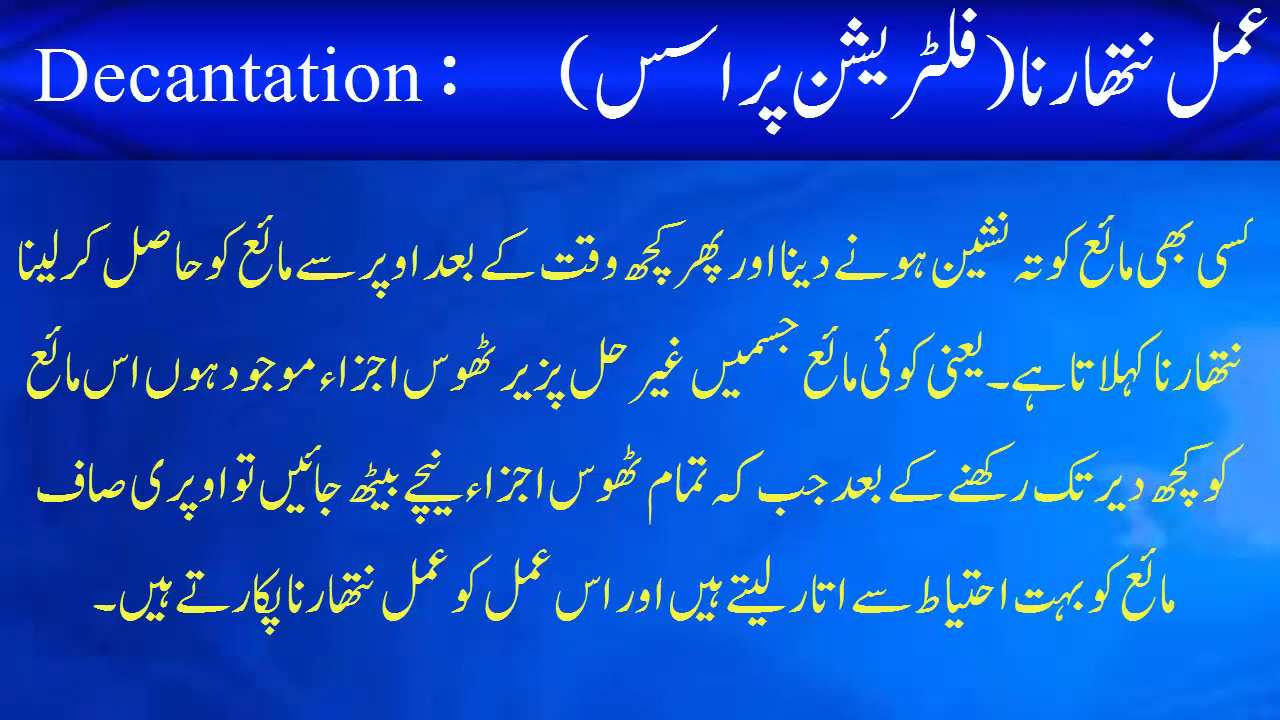 عمل نتھارنا(فلٹریشن پراسس) : Decantation
کسی بھی مائع کو تہ نشین ہونے دینا اور پھر کچھ وقت کے بعد اوپر سے مائع کو حاصل کر لینا
نتھارنا کہلاتا ہے۔ یعنی کوئی مائع جسمیں غیر حل پزیر ٹھوس اجزاء موجود ہوں اس مائع
کو کچھ دیر تک رکھنے کے بعد جب کہ تمام ٹھوس اجزاء نیچے بیٹھ جائیں تو اوپری صاف
مائع کو بہت احتیاط سے اتار لیتے ہیں اور اس عمل کو عمل نتھارنا پکارتے ہیں۔